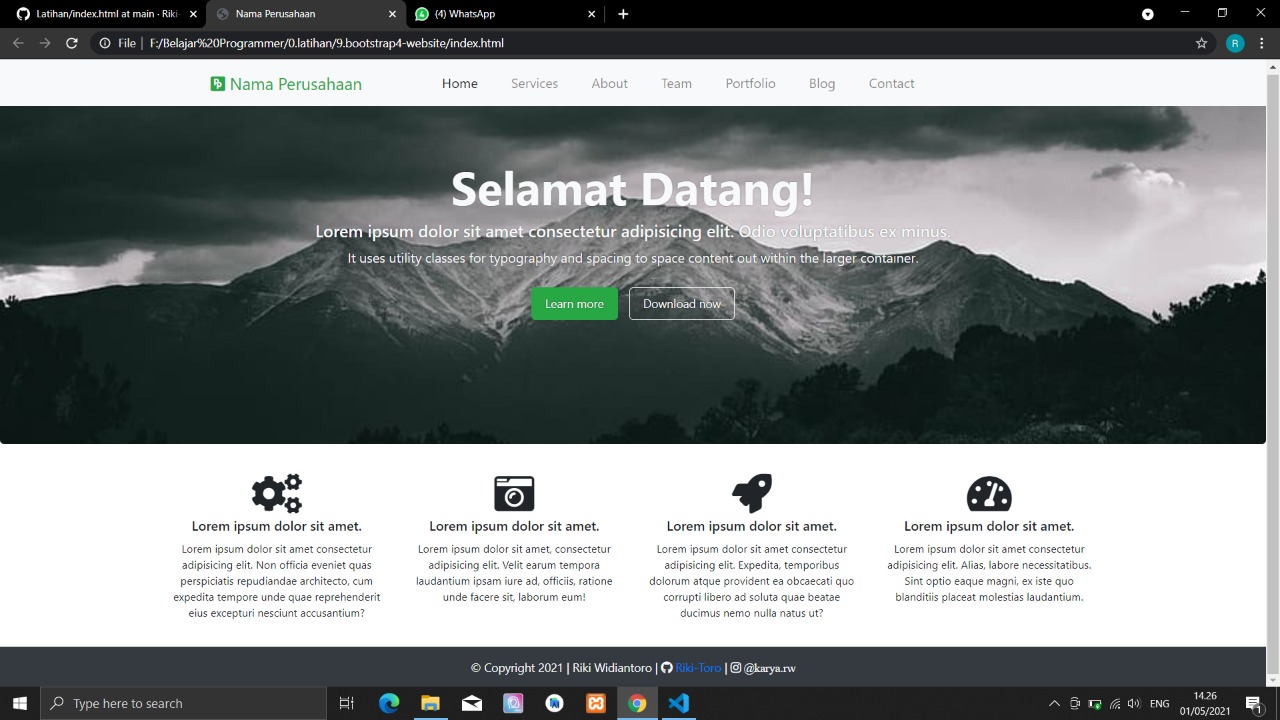 Latihan/index.html at main · Riki-
Nama Perusahaan
(4) WhatsApp
File
F:/Belajar%20Programmer/0.latihan/9.bootstrap4-website/index.html
R
Nama Perusahaan
Home Services About Team Portfolio Blog Contact
Selamat Datang!
Lorem ipsum dolor sit amet consectetur adipisicing elit. Odio voluptatibus ex minus.
It uses utility classes for typography and spacing to space content out within the larger container.
Learn more
Download now
Lorem ipsum dolor sit amet.
Lorem ipsum dolor sit amet consectetur
adipisicing elit. Non officia eveniet quas
perspiciatis repudiandae architecto, cum
expedita tempore unde quae reprehenderit
eius excepturi nesciunt accusantium?
Lorem ipsum dolor sit amet.
Lorem ipsum dolor sit amet, consectetur
adipisicing elit. Velit earum tempora
laudantium ipsam iure ad, officiis, ratione
unde facere sit, laborum eum!
Lorem ipsum dolor sit amet.
Lorem ipsum dolor sit amet consectetur
adipisicing elit. Expedita, temporibus
dolorum atque provident ea obcaecati quo
corrupti libero ad soluta quae beatae
ducimus nemo nulla natus ut?
Lorem ipsum dolor sit amet.
Lorem ipsum dolor sit amet consectetur
adipisicing elit. Alias, labore necessitatibus.
Sint optio eaque magni, ex iste quo
blanditiis placeat molestias laudantium.
© Copyright 2021 | Riki Widiantoro | Riki-Toro | @karya.rw
Type here to search
ENG
14.26
01/05/2021
1